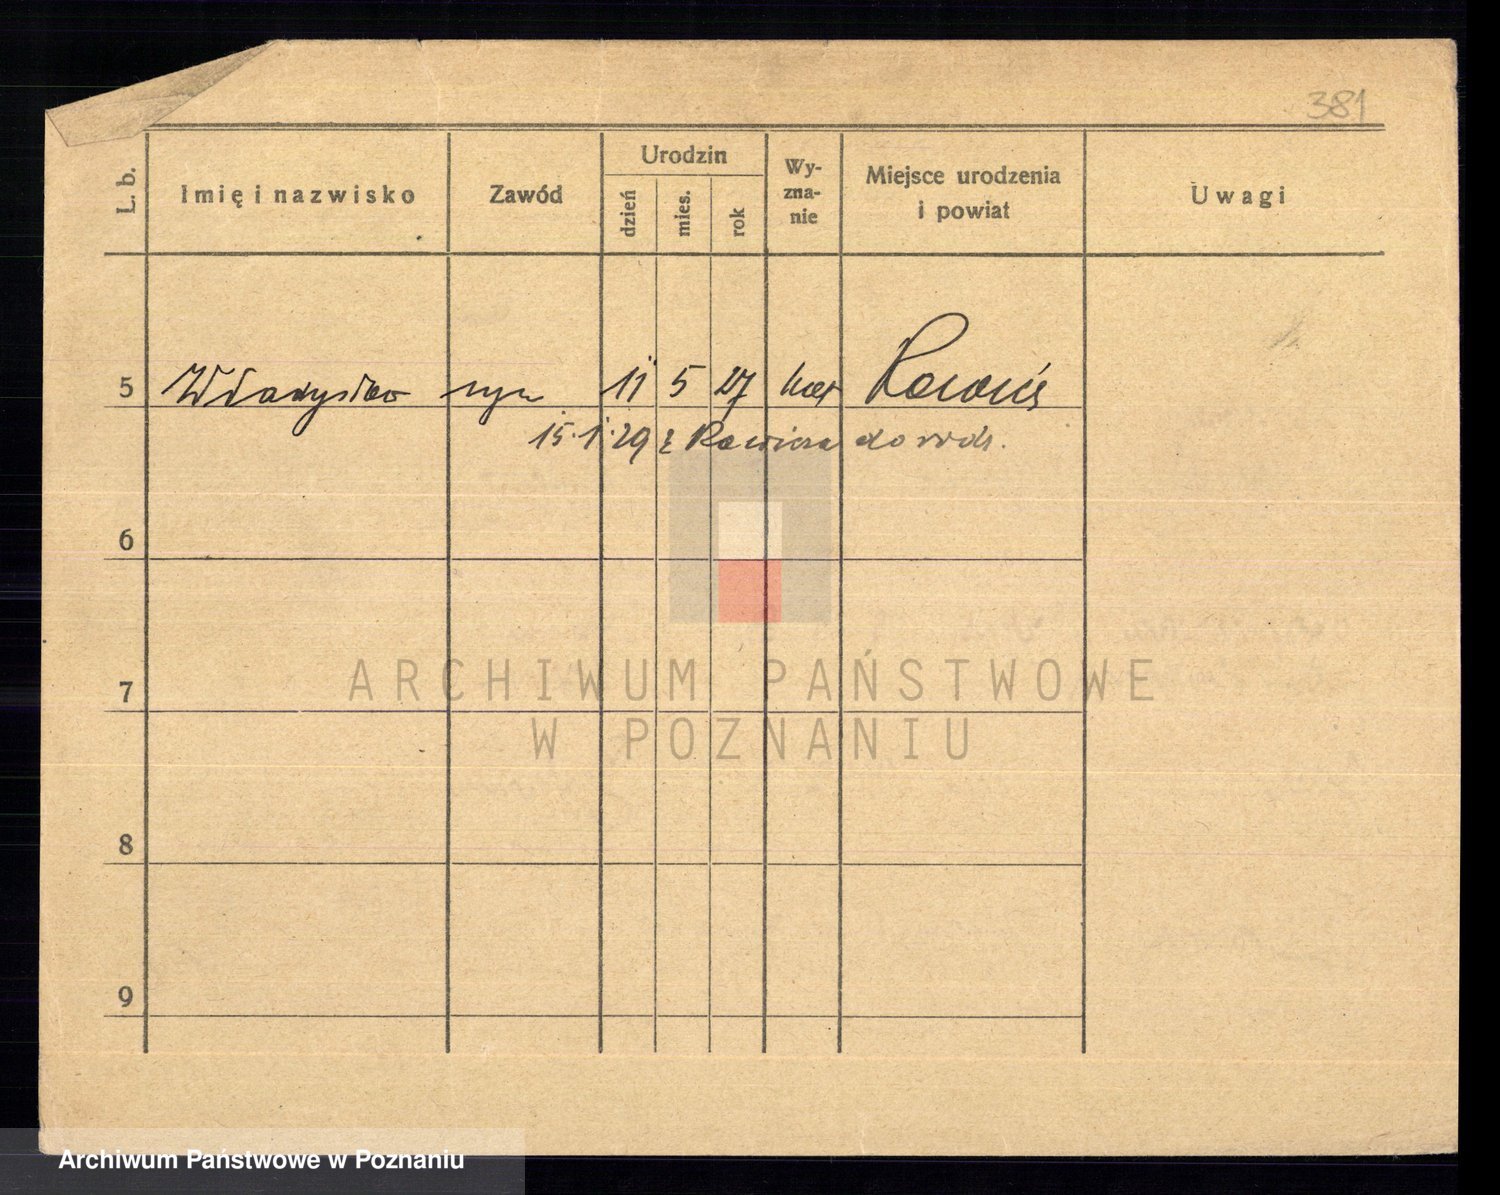 381
L. b.
Imię i nazwisko
Zawód
Urodzin
dzień
mies.
rok
Wy-
zna-
nie
Miejsce urodzenia
i powiat
Uwagi
5 Władysław syn 11 5 27 kat Rawicz
15. 1. 29 z Rawicza do
6
7
8
9
ARCHIWUM PAŃSTWOWE
W POZNANIU
Archiwum Państwowe w Poznaniu